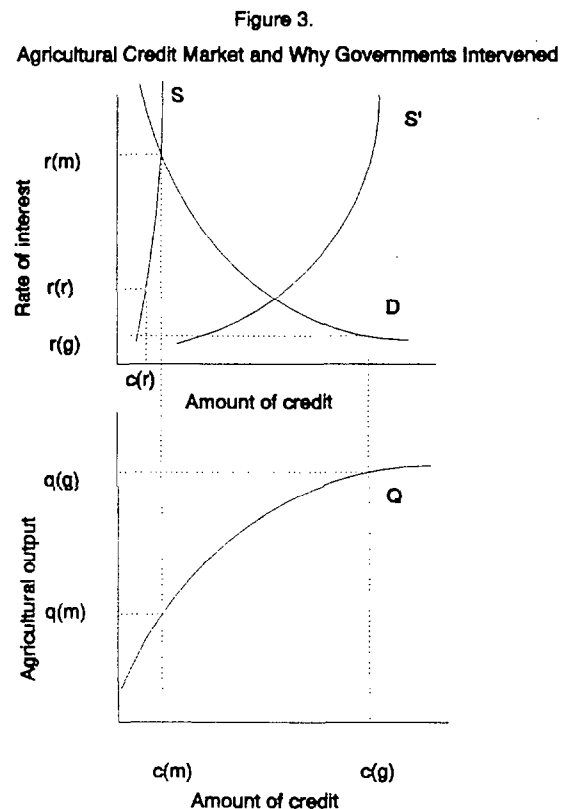 Figure 3.
Agricultural Credit Market and Why Governments Intervened
S
S'
r(m)
Rate of interest
r(r)
D
r(g)
c(r)
Amount of credit
q(g)
Q
Agricultural output
q(m)
c(m)
c(g)
Amount of credit